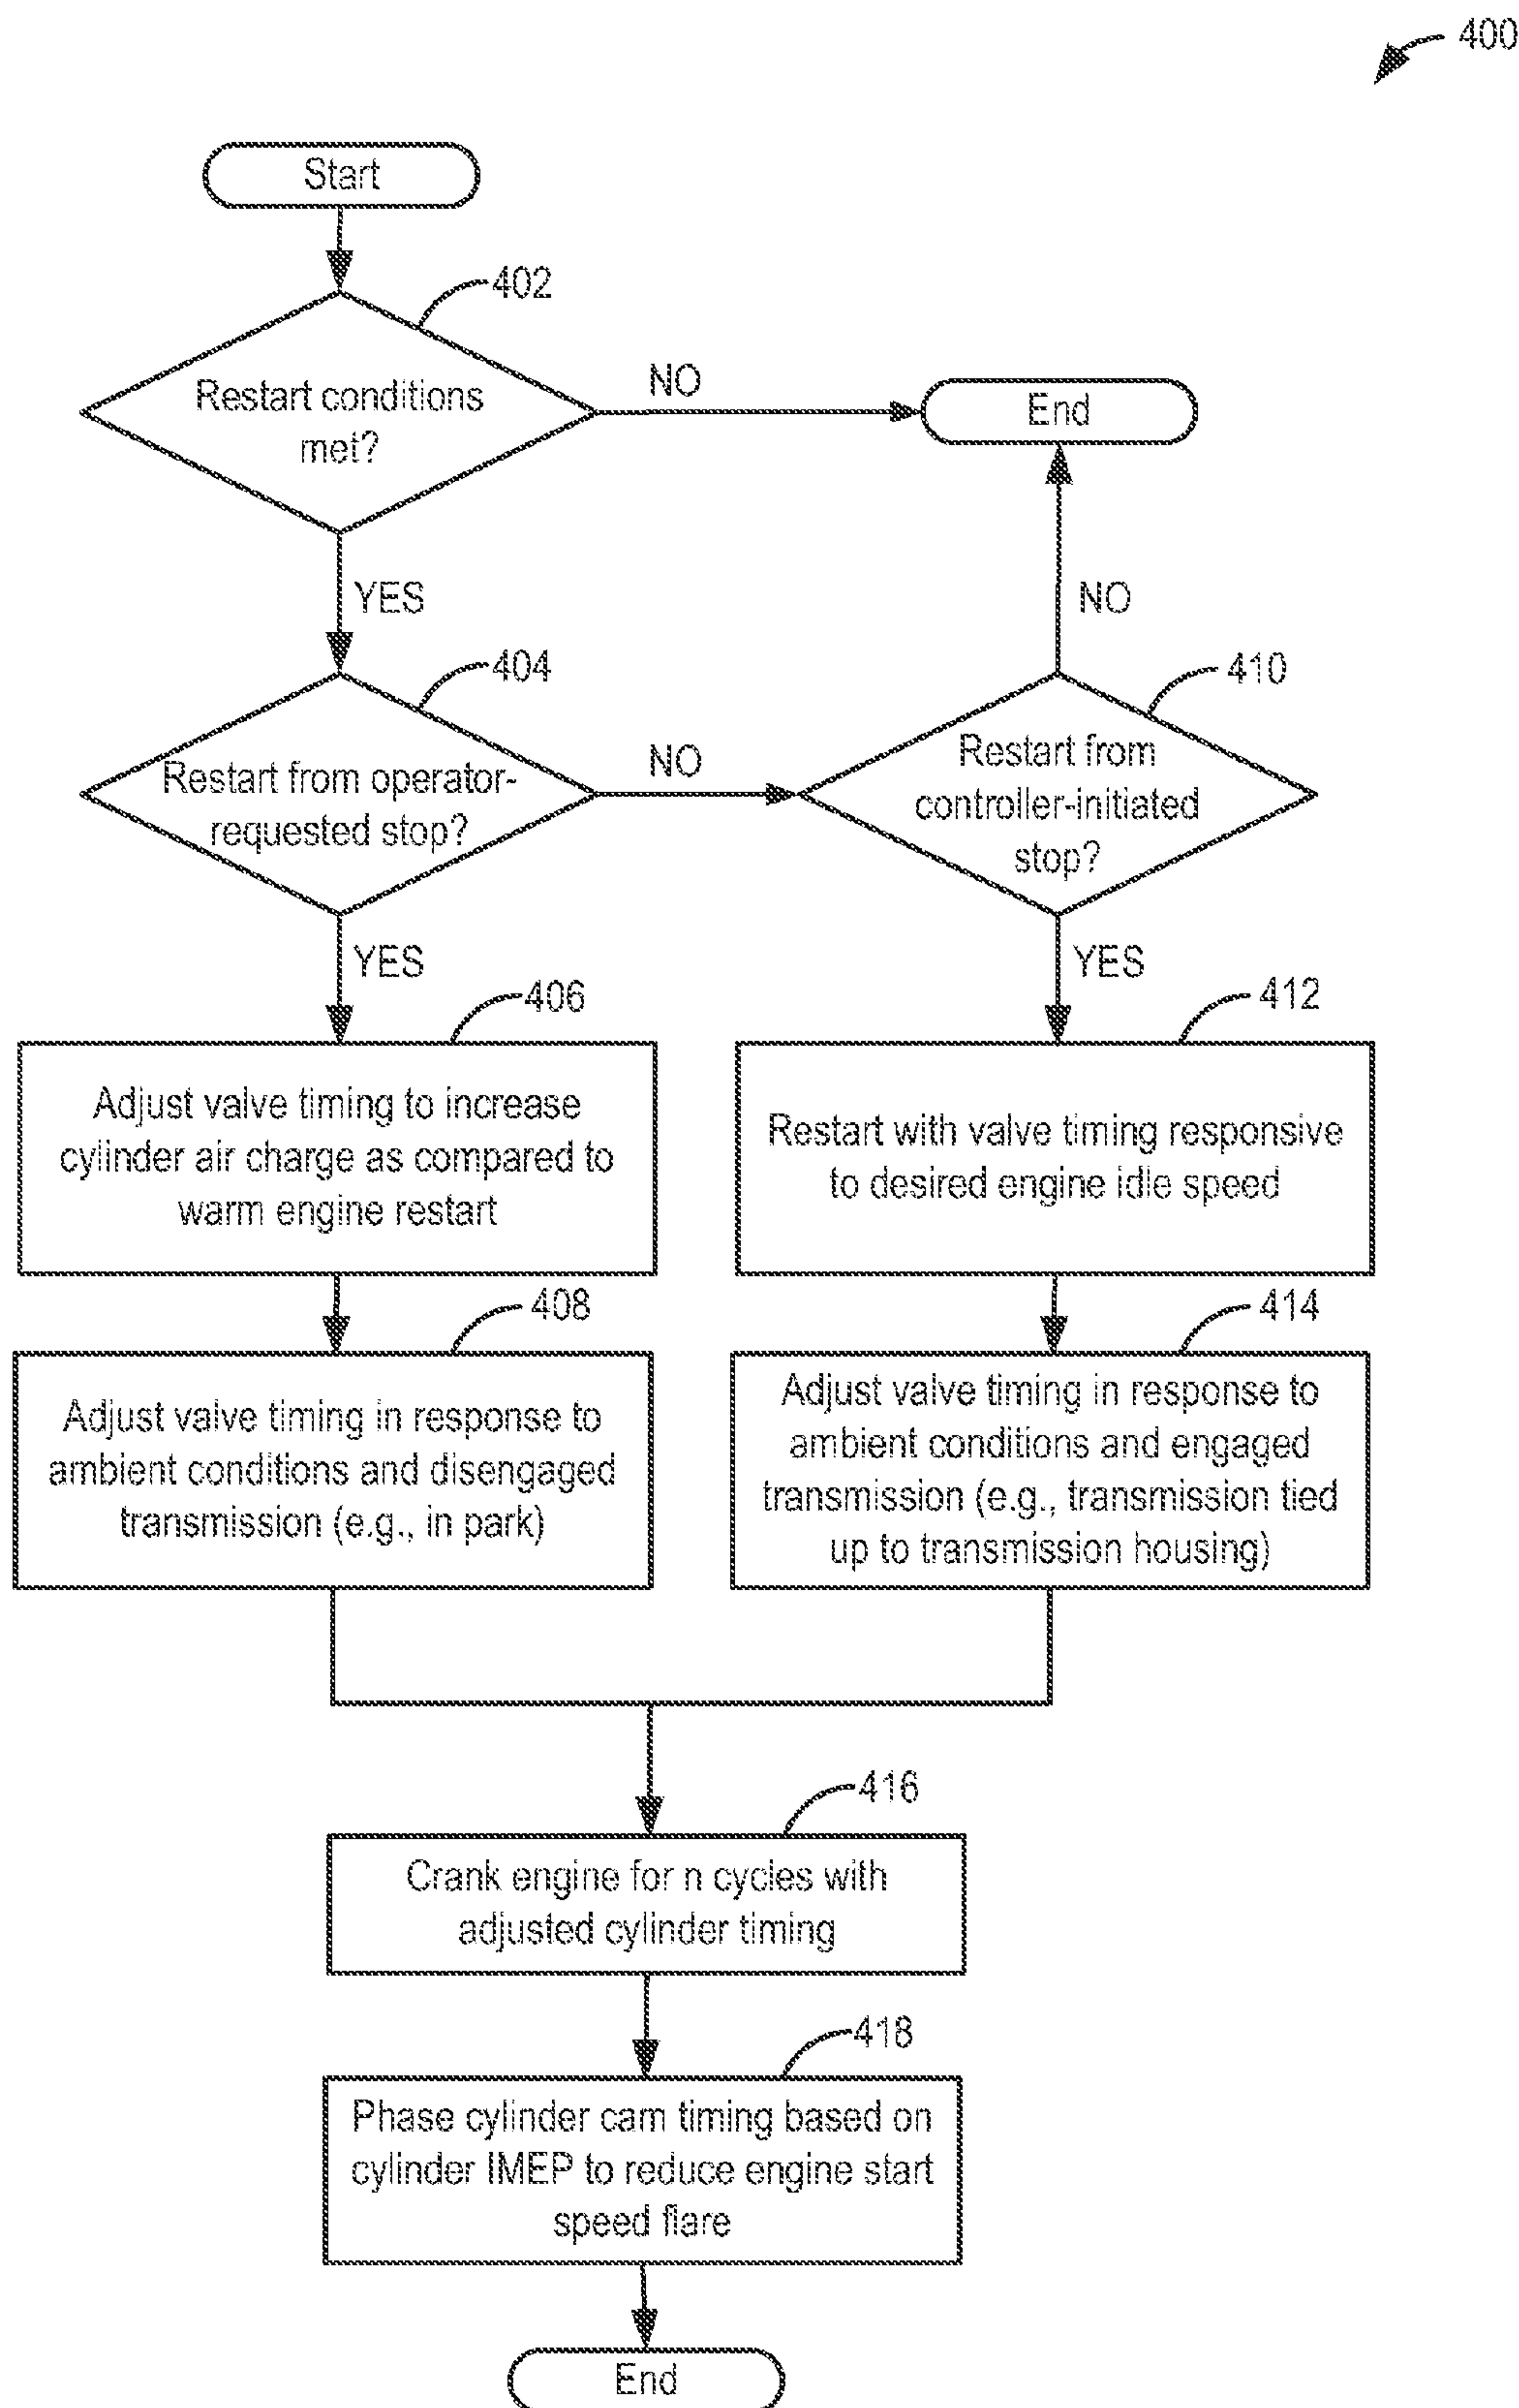 400
Start
402
Restart conditions
met?
NO
End
YES
NO
404
Restart from operator-
requested stop?
NO
410
Restart from
controller-initiated
stop?
YES
YES
406
Adjust valve timing to increase
cylinder air charge as compared to
warm engine restart
412
Restart with valve timing responsive
to desired engine idle speed
408
Adjust valve timing in response to
ambient conditions and disengaged
transmission (e.g., in park)
414
Adjust valve timing in response to
ambient conditions and engaged
transmission (e.g., transmission tied
up to transmission housing)
416
Crank engine for n cycles with
adjusted cylinder timing
418
Phase cylinder cam timing based on
cylinder IMEP to reduce engine start
speed flare
End